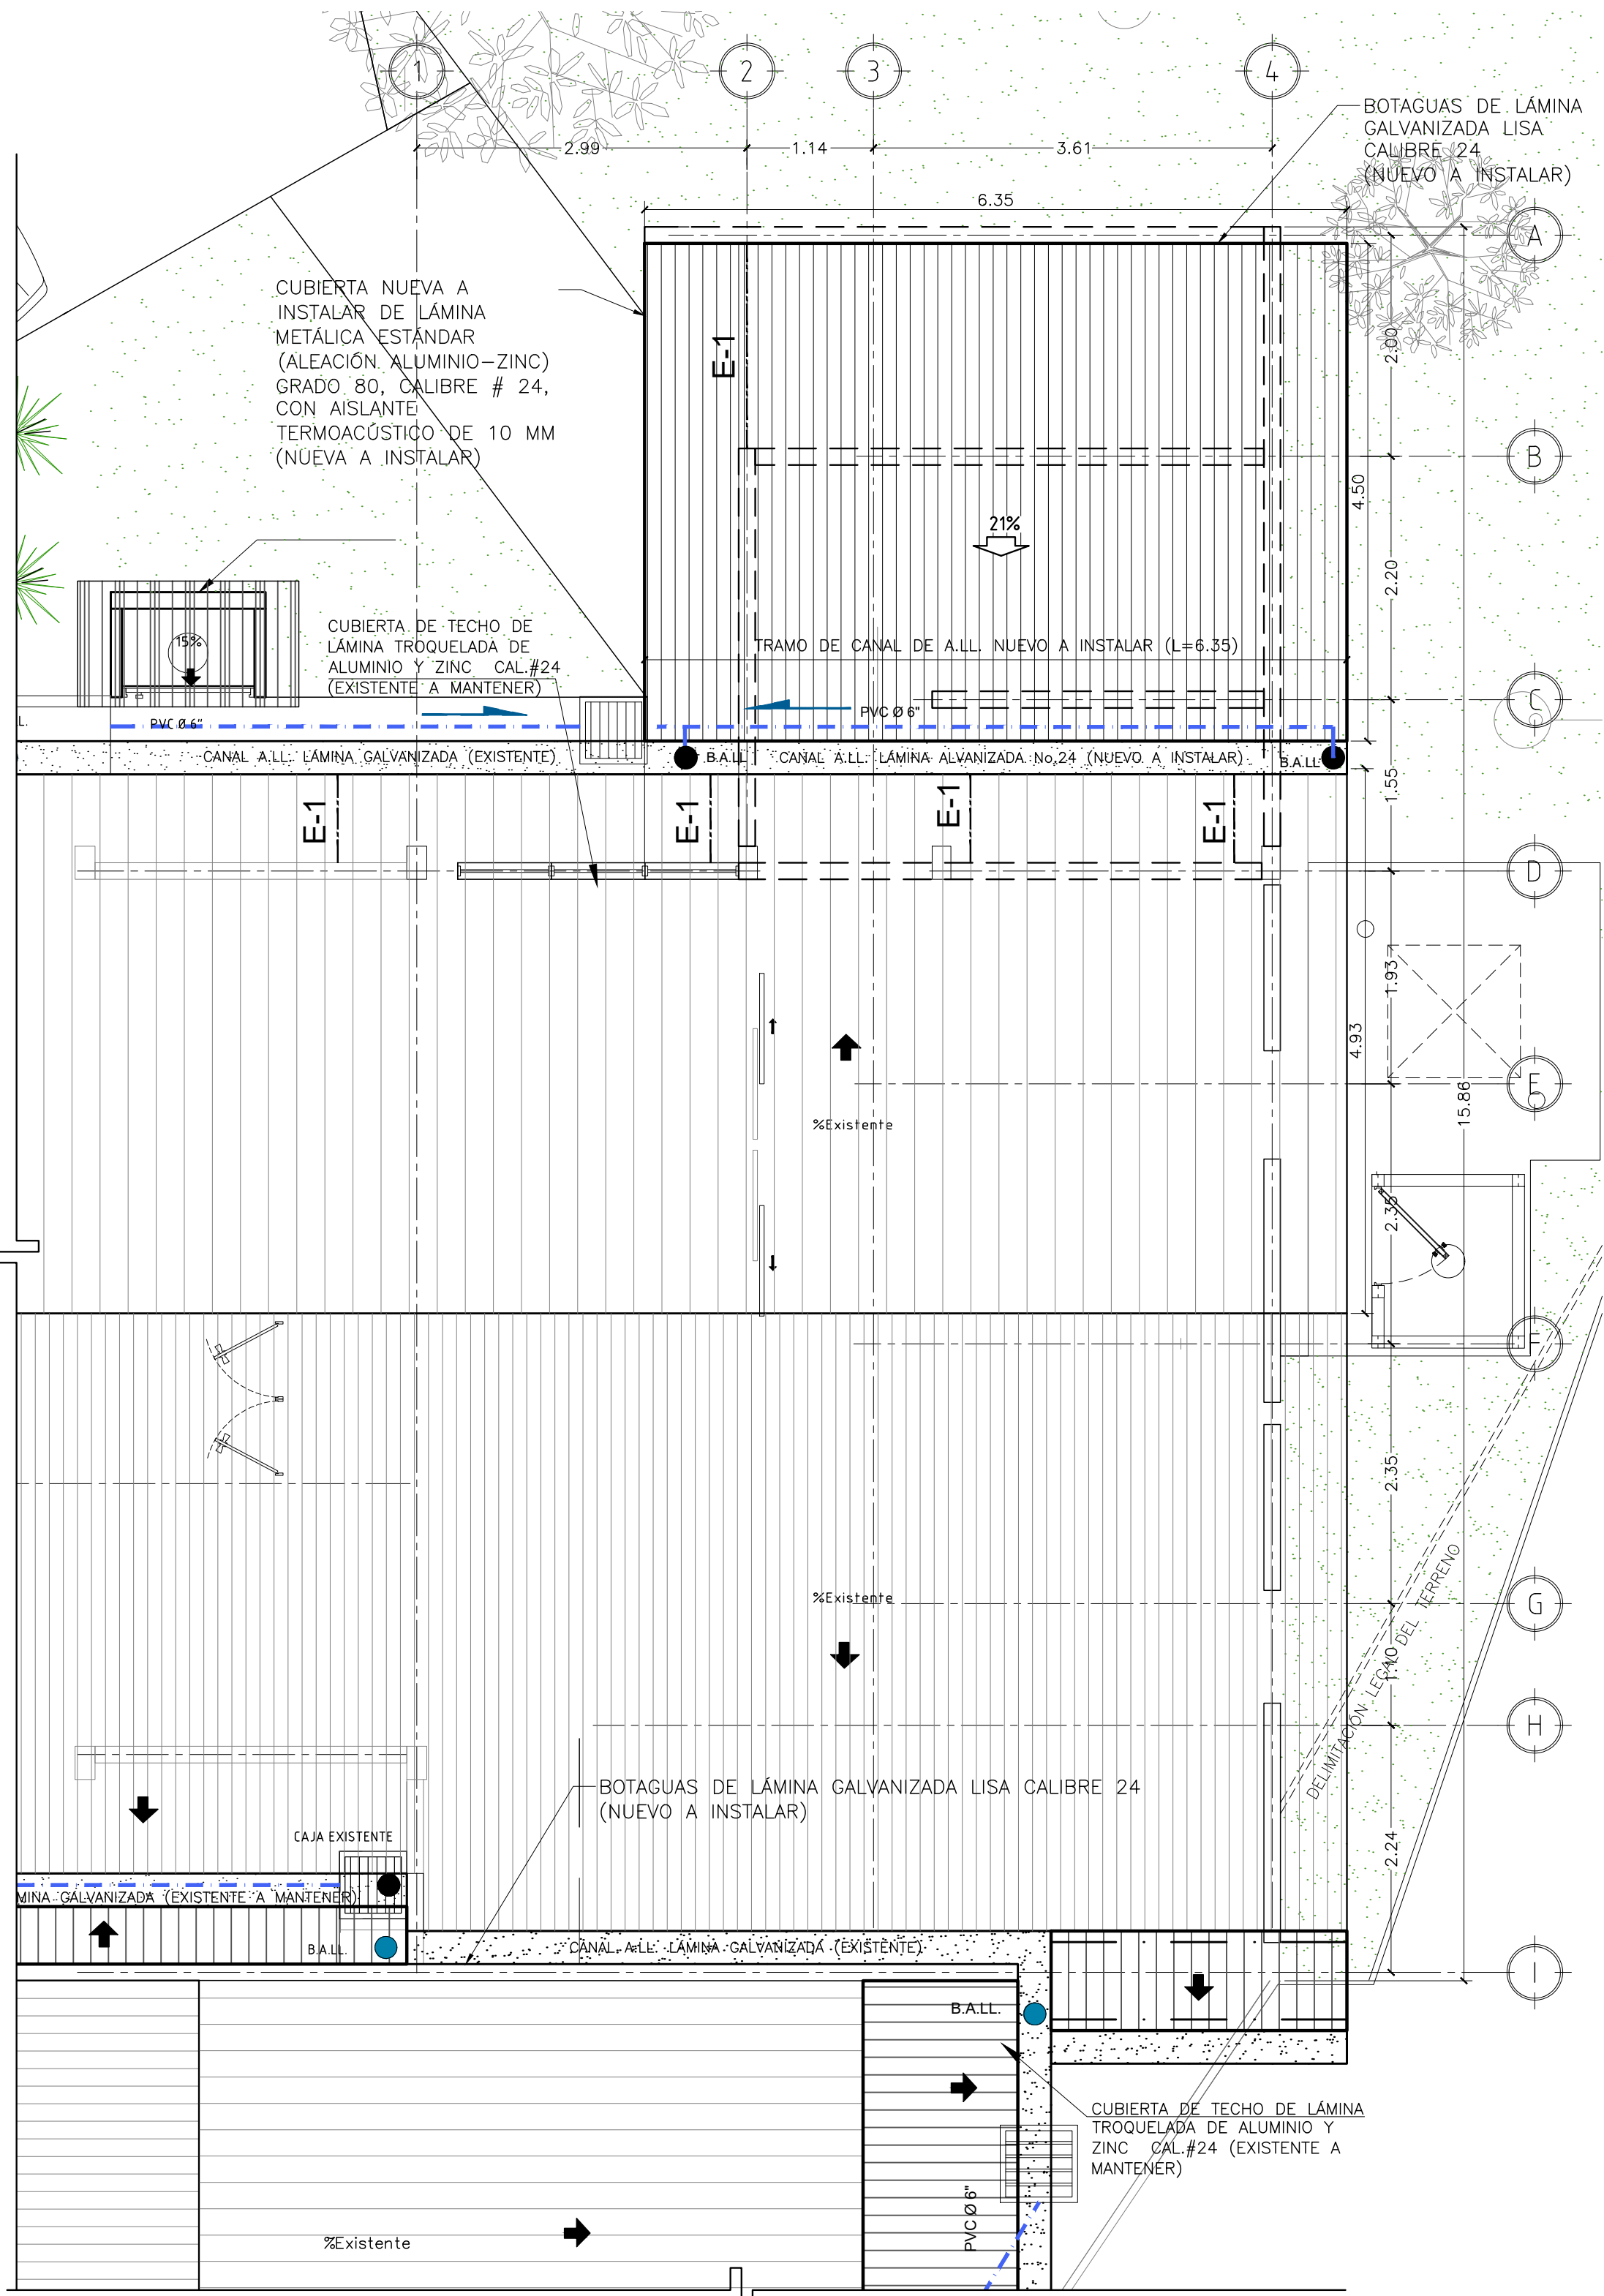 1
2
3
4
BOTAGUAS DE LÁMINA
GALVANIZADA LISA
CALIBRE 24
(NUEVO A INSTALAR)
2.99
1.14
3.61
6.35
A
CUBIERTA NUEVA A
INSTALAR DE LÁMINA
METÁLICA ESTÁNDAR
(ALEACIÓN ALUMINIO-ZINC)
GRADO 80, CALIBRE # 24,
CON AISLANTE
TERMOACÚSTICO DE 10 MM
(NUEVA A INSTALAR)
E-1
2.00
B
4.50
21%
2.20
15%
CUBIERTA DE TECHO DE
LÁMINA TROQUELADA DE
ALUMINIO Y ZINC CAL.#24
(EXISTENTE A MANTENER)
TRAMO DE CANAL DE A.LL. NUEVO A INSTALAR (L=6.35)
C
L.
PVC Ø 6"
PVC Ø 6"
CANAL A.LL. LÁMINA GALVANIZADA (EXISTENTE)
B.A.LL
CANAL A.LL. LÁMINA ALVANIZADA No.24 (NUEVO A INSTALAR)
B.A.LL.
1.55
E-1
E-1
E-1
E-1
D
1.93
4.93
E
15.86
%Existente
2.35
F
2.35
%Existente
G
DELIMITACIÓN LEGAL DEL TERRENO
1.10
H
BOTAGUAS DE LÁMINA GALVANIZADA LISA CALIBRE 24
(NUEVO A INSTALAR)
CAJA EXISTENTE
2.24
MINA GALVANIZADA (EXISTENTE A MANTENER)
B.A.LL.
CANAL A.LL. LÁMINA GALVANIZADA (EXISTENTE)
I
B.A.LL.
CUBIERTA DE TECHO DE LÁMINA
TROQUELADA DE ALUMINIO Y
ZINC CAL.#24 (EXISTENTE A
MANTENER)
PVC Ø 6"
%Existente